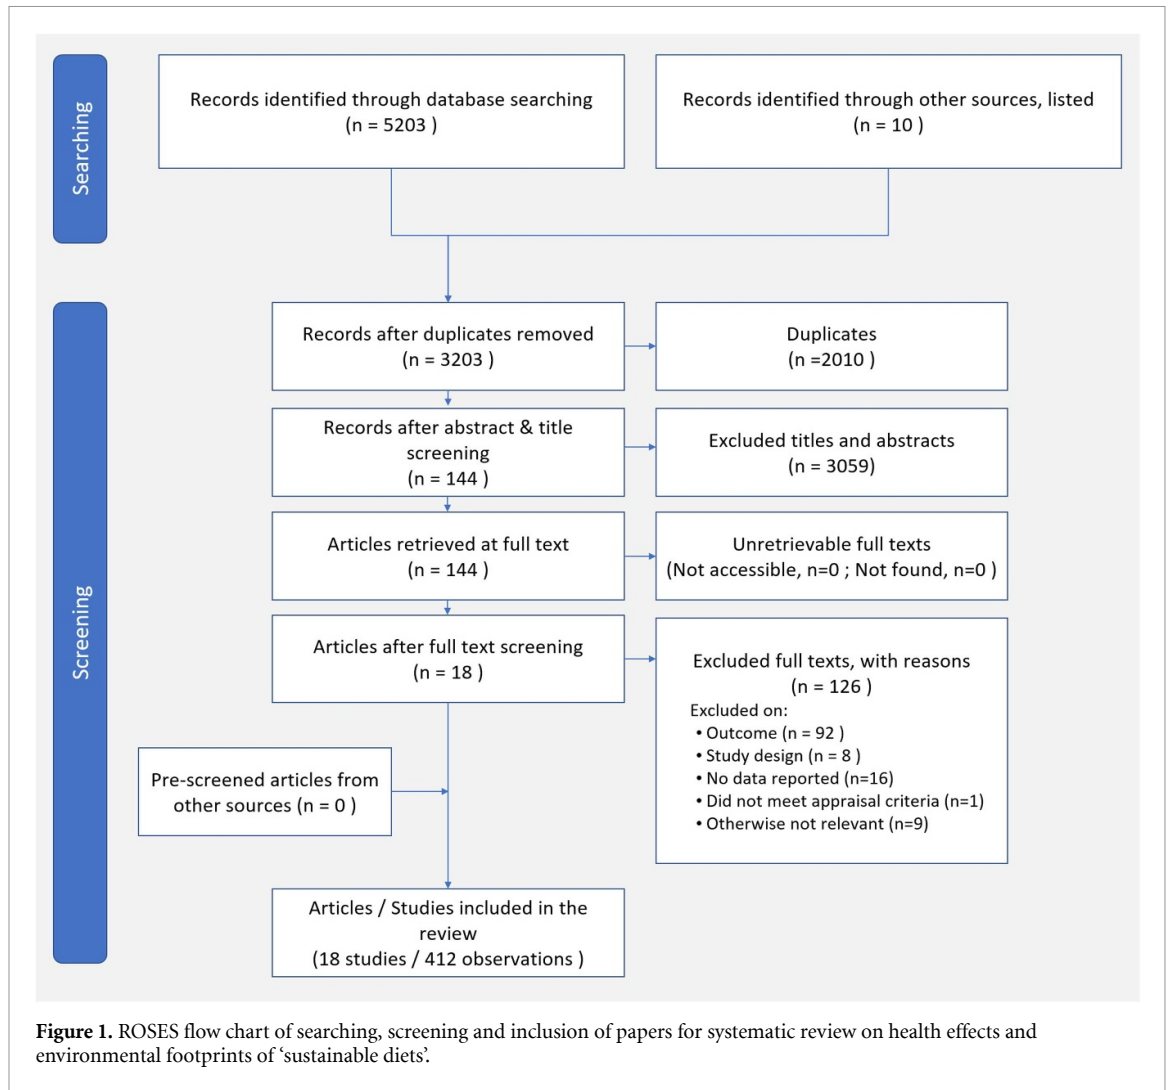 Searching
Records identified through database searching
(n = 5203 )
Records identified through other sources, listed
(n = 10 )
Screening
Records after duplicates removed
(n = 3203 )
Duplicates
(n =2010 )
Records after abstract & title
screening
(n = 144 )
Excluded titles and abstracts
(n = 3059)
Articles retrieved at full text
(n = 144 )
Unretrievable full texts
(Not accessible, n=0 ; Not found, n=0 )
Articles after full text screening
(n = 18 )
Excluded full texts, with reasons
(n = 126 )
Excluded on:
• Outcome (n = 92 )
• Study design (n = 8 )
• No data reported (n=16)
• Did not meet appraisal criteria (n=1)
• Otherwise not relevant (n=9)
Pre-screened articles from
other sources (n = 0 )
Articles / Studies included in the
review
(18 studies / 412 observations )
Figure 1. ROSES flow chart of searching, screening and inclusion of papers for systematic review on health effects and
environmental footprints of ‘sustainable diets’.